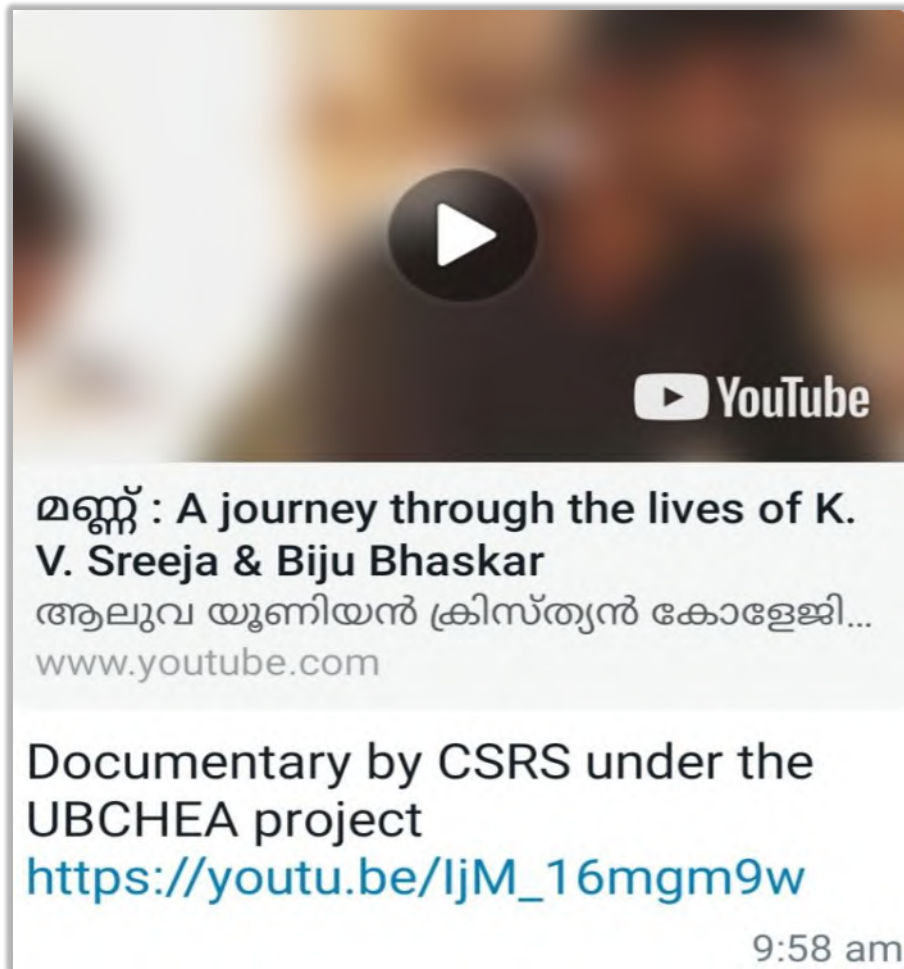 YouTube
മണ്ണ് : A journey through the lives of K.
V. Sreeja & Biju Bhaskar
ആലുവ യൂണിയൻ ക്രിസ്ത്യൻ കോളേജി...
www.youtube.com
Documentary by CSRS under the
UBCHEA project
https://youtu.be/IjM_16mgm9w
9:58 am